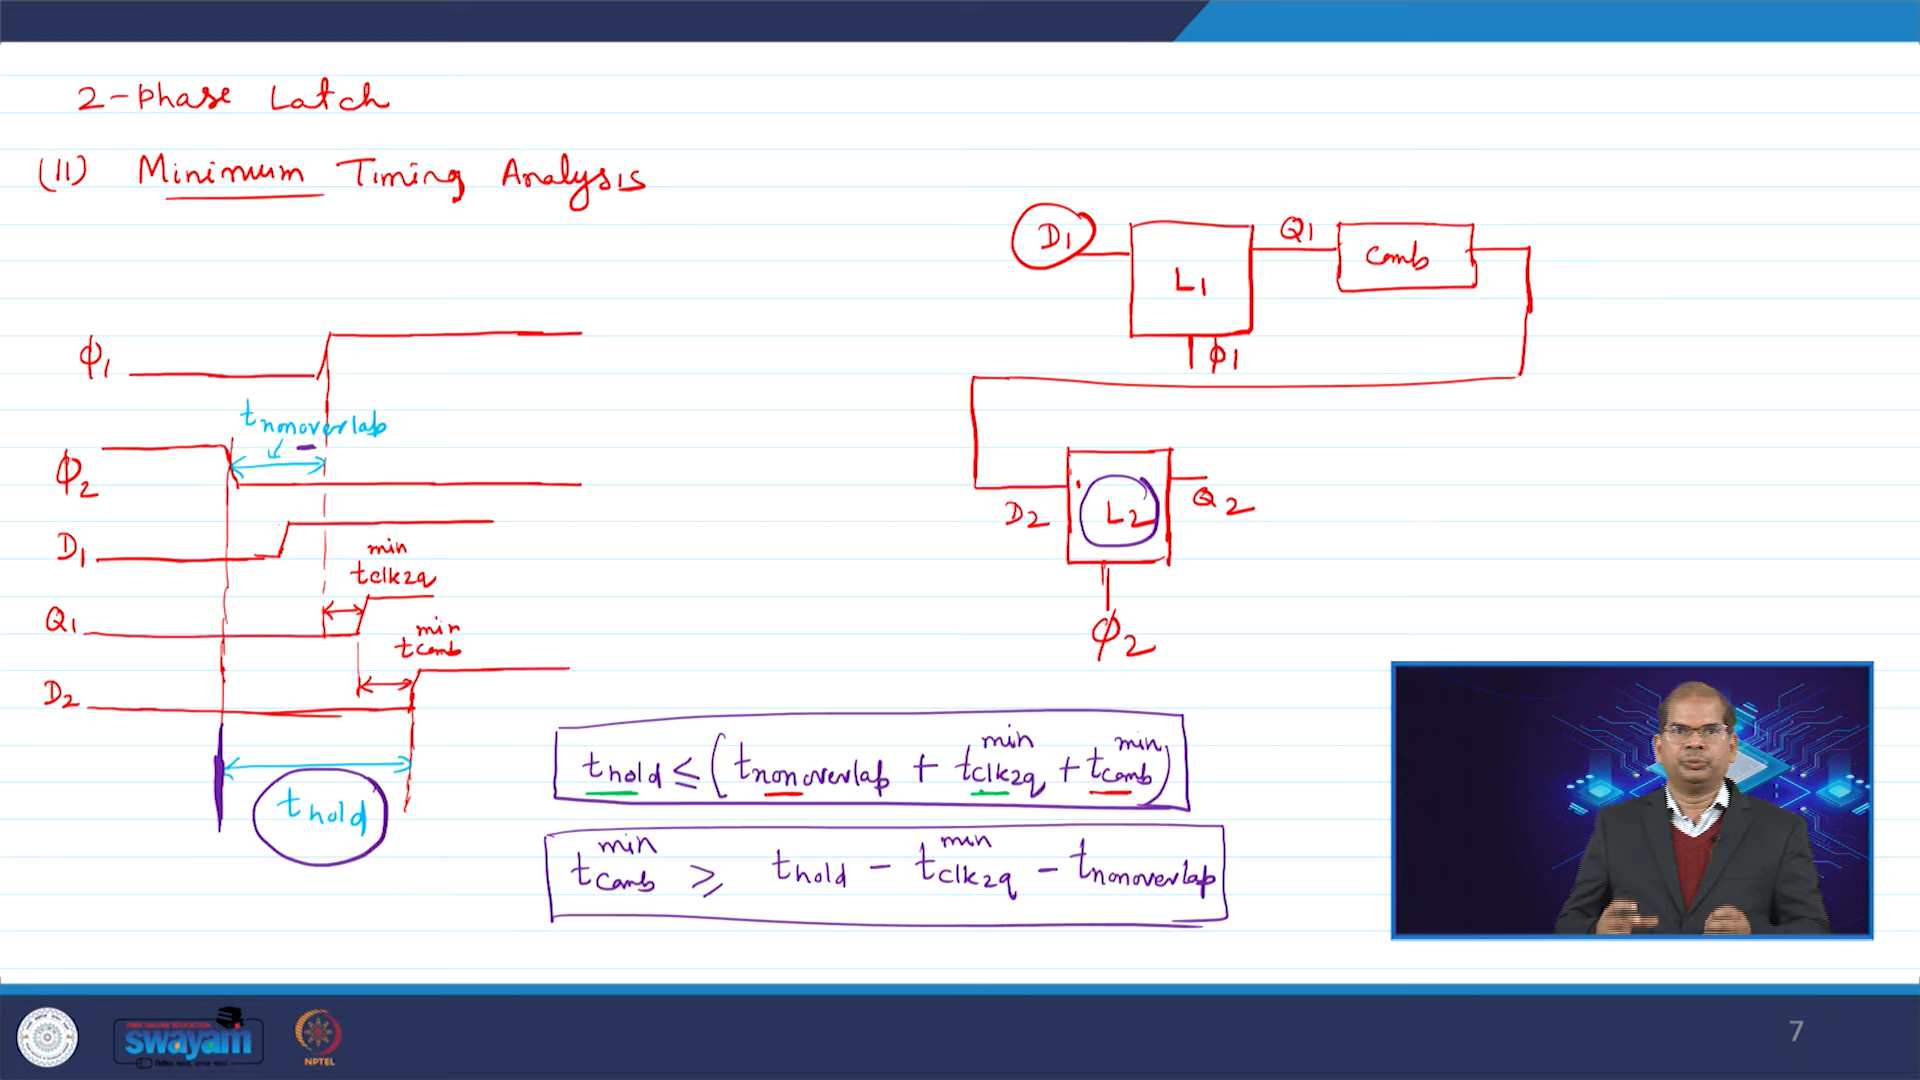 2-Phase Latch
(II) Minimum Timing Analysis
D1
L1
Q1
Comb
ϕ1
ϕ1
tnonoverlap
ϕ2
D2
L2
Q2
ϕ2
D1
min
tclk2q
Q1
min
tcomb
D2
thold
thold ≤ (tnonoverlap + tclk2q^min + tcomb^min)
tcomb^min ≥ thold - tclk2q^min - tnonoverlap
swayam
NPTEL
7